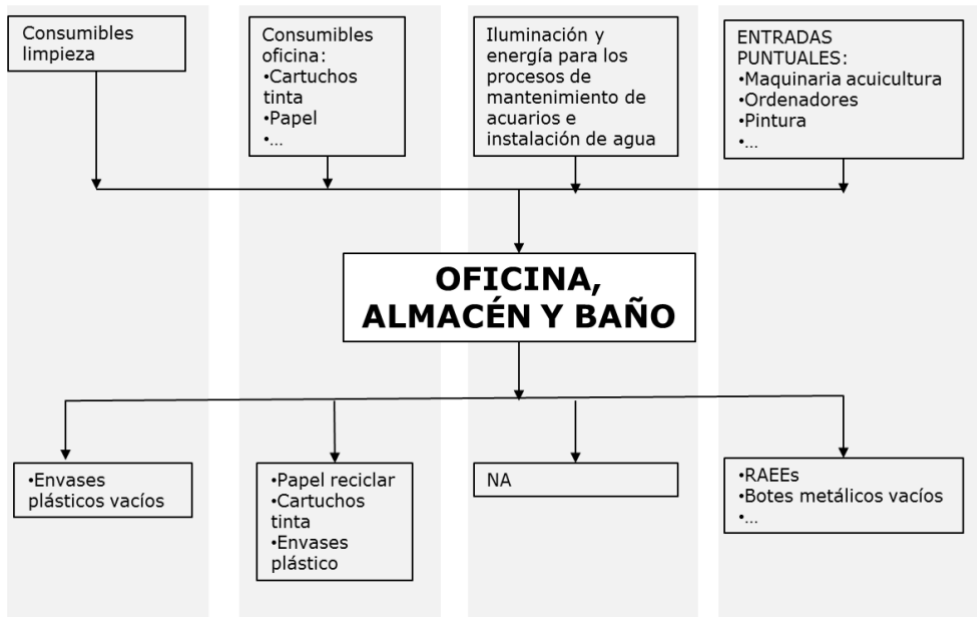 Consumibles
limpieza
Consumibles
oficina:
•Cartuchos
tinta
•Papel
•...
Iluminación y
energía para los
procesos de
mantenimiento de
acuarios e
instalación de agua
ENTRADAS
PUNTUALES:
•Maquinaria acuicultura
•Ordenadores
•Pintura
•...
OFICINA,
ALMACÉN Y BAÑO
•Envases
plásticos vacíos
•Papel reciclar
•Cartuchos
tinta
•Envases
plástico
NA
•RAEEs
•Botes metálicos vacíos
•...